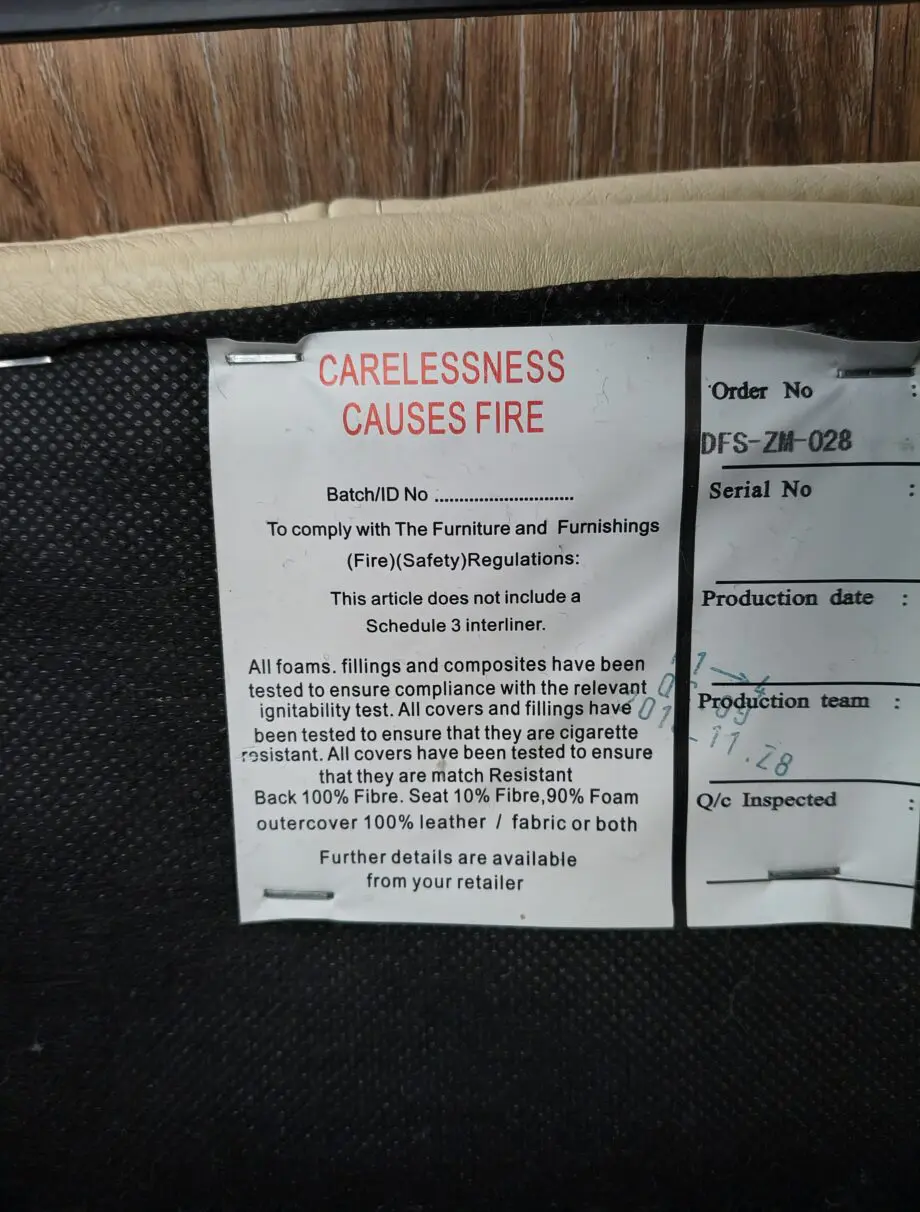 CARELESSNESS
CAUSES FIRE
Batch/ID No ..............................
To comply with The Furniture and Furnishings
(Fire)(Safety)Regulations:
This article does not include a
Schedule 3 interliner.
All foams. fillings and composites have been
tested to ensure compliance with the relevant
ignitability test. All covers and fillings have
been tested to ensure that they are cigarette
resistant. All covers have been tested to ensure
that they are match Resistant
Back 100% Fibre. Seat 10% Fibre,90% Foam
outercover 100% leather / fabric or both
Further details are available
from your retailer
Order No :
DFS-ZM-028
Serial No :
Production date :
Production team :
-11.28
Q/c Inspected :